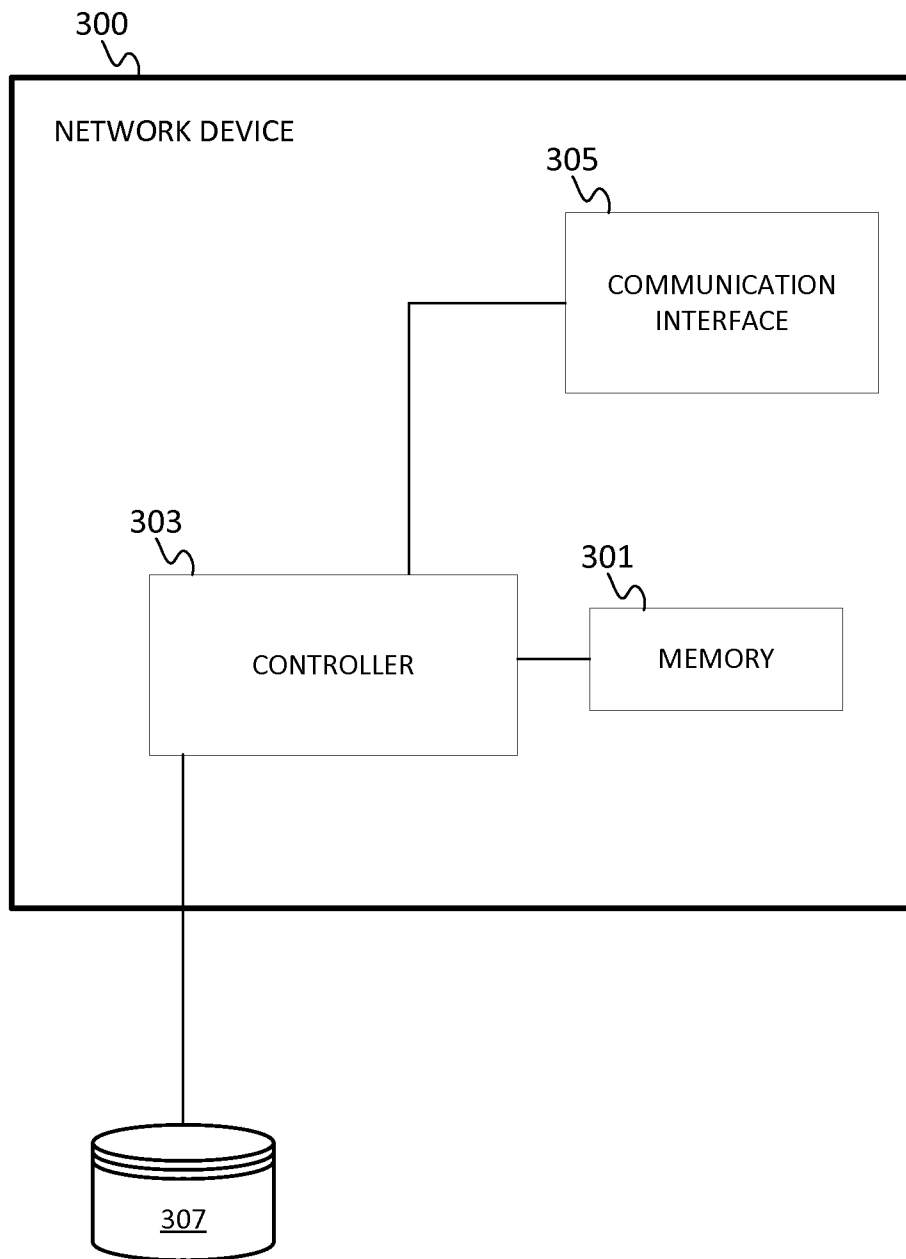 300
NETWORK DEVICE
305
COMMUNICATION
INTERFACE
303
CONTROLLER
301
MEMORY
307